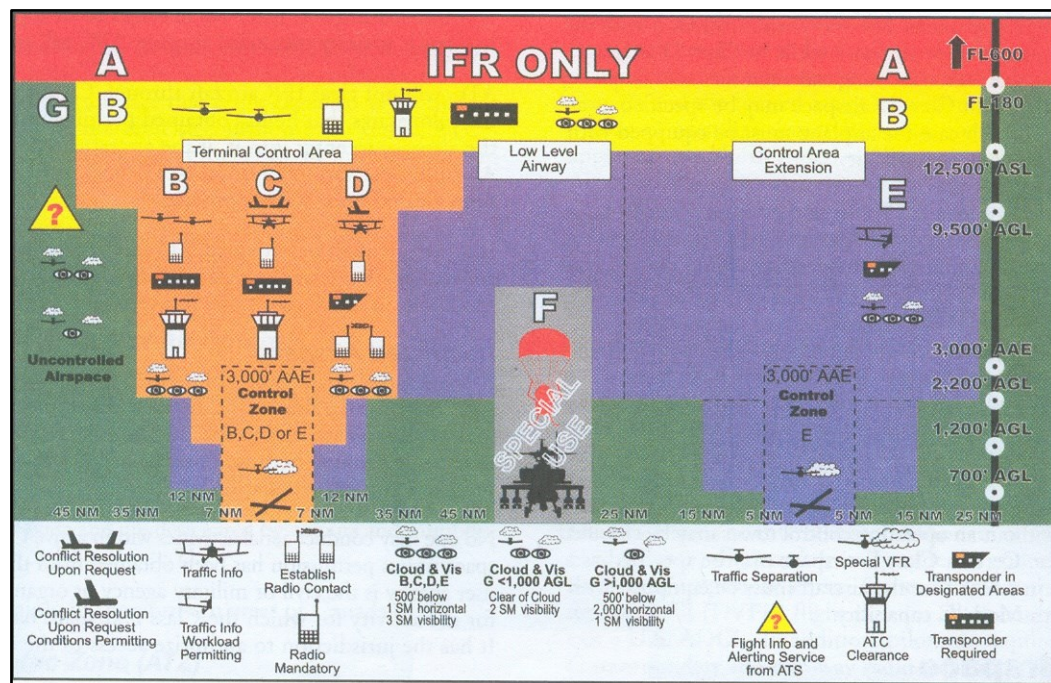 A
IFR ONLY
A
FL600
G
B
B
FL180
Terminal Control Area
Low Level
Airway
Control Area
Extension
12,500' ASL
B
C
D
E
9,500' AGL
?
F
Uncontrolled
Airspace
SPECIAL
USE
3,000' AAE
Control
Zone
B,C,D or E
3,000' AAE
Control
Zone
E
3,000' AAE
2,200' AGL
1,200' AGL
700' AGL
12 NM
12 NM
45 NM
35 NM
7 NM
7 NM
35 NM
45 NM
25 NM
15 NM
5 NM
5 NM
12 NM
25 NM
Conflict Resolution
Upon Request
Conflict Resolution
Upon Request
Conditions Permitting
Traffic Info
Traffic Info
Workload
Permitting
Establish
Radio Contact
Radio
Mandatory
Cloud & Vis
B,C,D,E
500' below
1 SM horizontal
3 SM visibility
Cloud & Vis
G <1,000 AGL
Clear of Cloud
2 SM visibility
Cloud & Vis
G >1,000 AGL
500' below
2,000' horizontal
1 SM visibility
Traffic Separation
?
Flight Info and
Alerting Service
from ATS
Special VFR
ATC
Clearance
Transponder in
Designated Areas
Transponder
Required